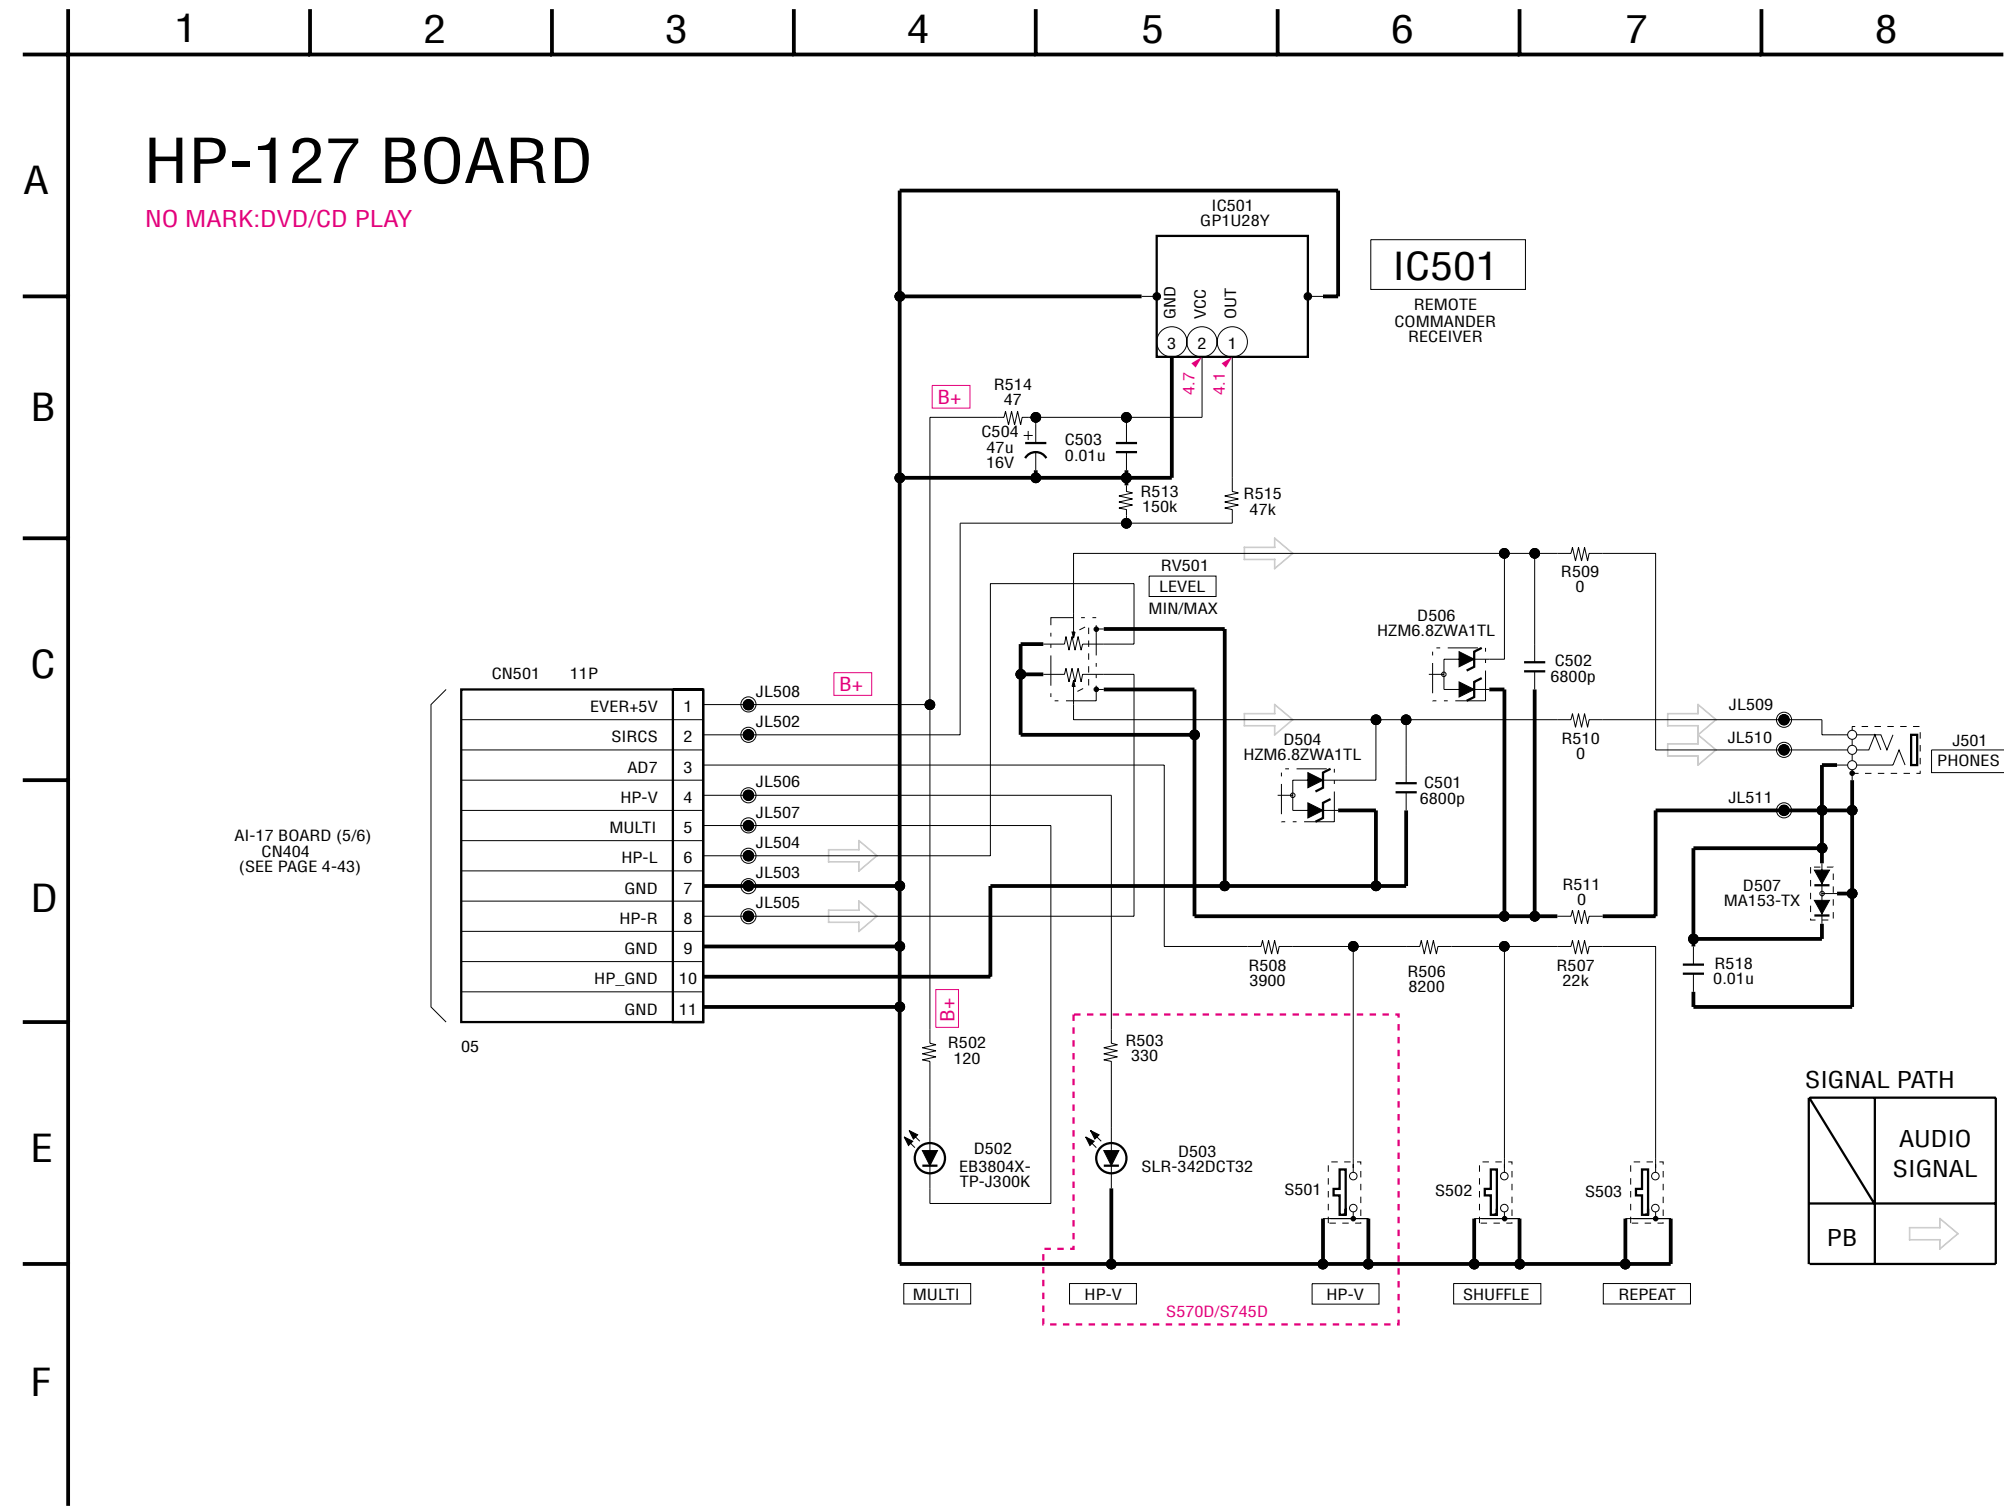 1 2 3 4 5 6 7 8
A
B
C
D
E
F
HP-127 BOARD
NO MARK:DVD/CD PLAY
IC501
GP1U28Y
GND
VCC
OUT
3 2 1
4.7
4.1
IC501
REMOTE
COMMANDER
RECEIVER
B+
R514
47
C504
47u
16V
+
C503
0.01u
R513
150k
R515
47k
RV501
LEVEL
MIN/MAX
R509
0
D506
HZM6.8ZWA1TL
C502
6800p
CN501 11P
EVER+5V 1
SIRCS 2
AD7 3
HP-V 4
MULTI 5
HP-L 6
GND 7
HP-R 8
GND 9
HP_GND 10
GND 11
05
AI-17 BOARD (5/6)
CN404
(SEE PAGE 4-43)
JL508
JL502
JL506
JL507
JL504
JL503
JL505
B+
D504
HZM6.8ZWA1TL
C501
6800p
R510
0
JL509
JL510
JL511
J501
PHONES
R511
0
D507
MA153-TX
R518
0.01u
R508
3900
R506
8200
R507
22k
B+
R502
120
R503
330
D502
EB3804X-
TP-J300K
D503
SLR-342DCT32
S501
S502
S503
MULTI
HP-V
S570D/S745D
HP-V
SHUFFLE
REPEAT
SIGNAL PATH
AUDIO
SIGNAL
PB